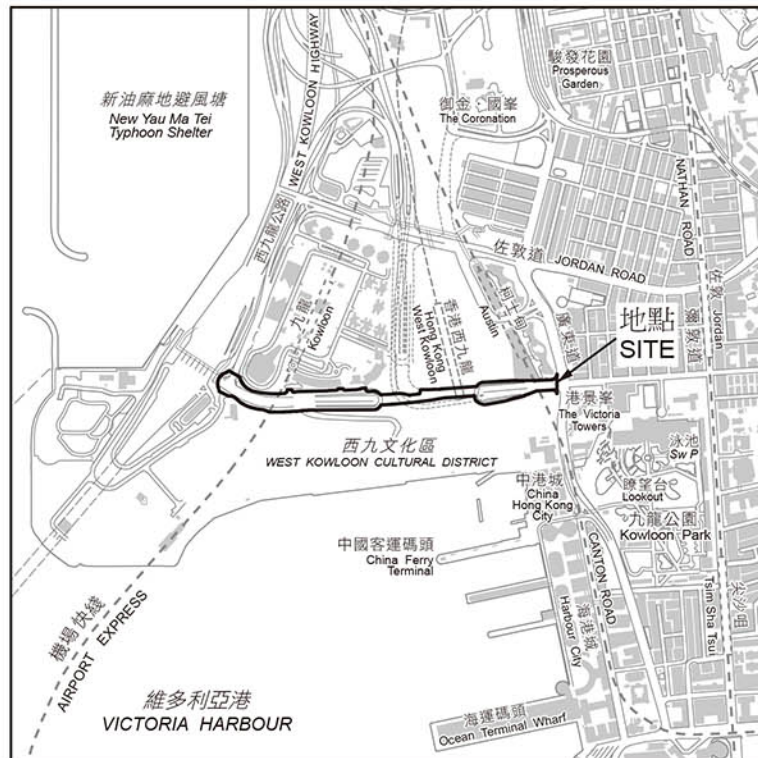 駿發花園
Prosperous
Garden
新油麻地避風塘
New Yau Ma Tei
Typhoon Shelter
WEST KOWLOON HIGHWAY
西九龍公路
御金·國峯
The Coronation
NATHAN ROAD
彌敦道
佐敦道
JORDAN ROAD
佐敦 Jordan
九龍
Kowloon
香港西九龍
Hong Kong
West Kowloon
柯士甸
Austin
廣東道
地點
SITE
港景峯
The Victoria
Towers
西九文化區
WEST KOWLOON CULTURAL DISTRICT
泳池
Sw P
瞭望台
Lookout
中港城
China
Hong Kong
City
九龍公園
Kowloon Park
中國客運碼頭
China Ferry
Terminal
CANTON ROAD
海港城
Harbour City
尖沙咀
Tsim Sha Tsui
機場快綫
AIRPORT EXPRESS
維多利亞港
VICTORIA HARBOUR
海運碼頭
Ocean Terminal Wharf